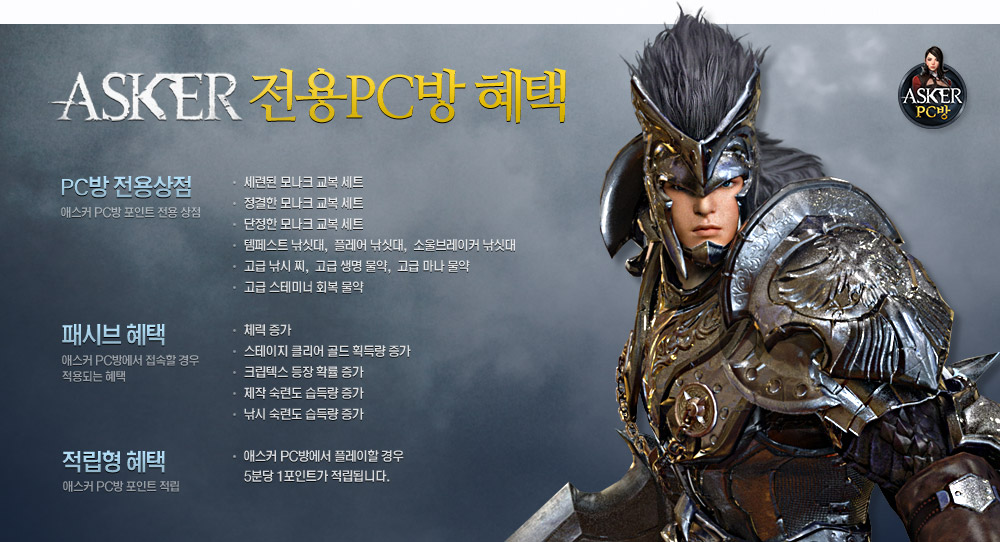 ASKER 전용PC방 혜택
ASKER
PC방
PC방 전용상점
애스커 PC방 포인트 전용 상점
· 세련된 모나크 교복 세트
· 정결한 모나크 교복 세트
· 단정한 모나크 교복 세트
· 템페스트 낚싯대, 플레어 낚싯대, 소울브레이커 낚싯대
· 고급 낚시 찌, 고급 생명 물약, 고급 마나 물약
· 고급 스테미너 회복 물약
패시브 혜택
애스커 PC방에서 접속할 경우
적용되는 혜택
· 체력 증가
· 스테이지 클리어 골드 획득량 증가
· 크립텍스 등장 확률 증가
· 제작 숙련도 습득량 증가
· 낚시 숙련도 습득량 증가
적립형 혜택
애스커 PC방 포인트 적립
· 애스커 PC방에서 플레이할 경우
5분당 1포인트가 적립됩니다.